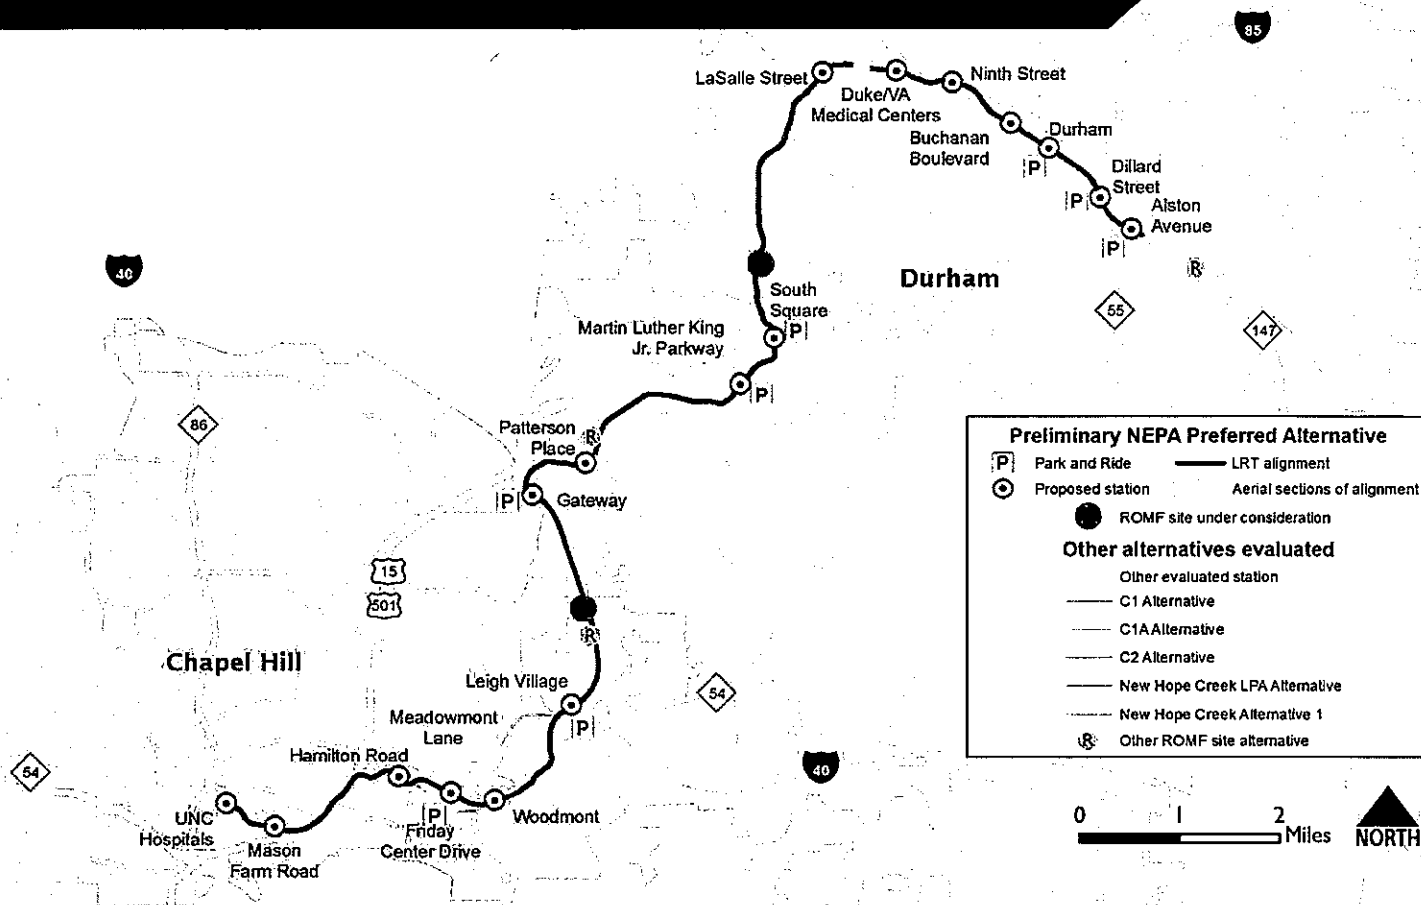 85
LaSalle Street
Ninth Street
Duke/VA
Medical Centers
Buchanan
Boulevard
Durham
P
Dillard
Street
P
Alston
Avenue
P
R
40
Durham
South
Square
P
55
147
Martin Luther King
Jr. Parkway
P
86
Patterson
Place
R
P
Gateway
15
501
R
Chapel Hill
Leigh Village
P
54
Meadowmont
Lane
Hamilton Road
54
40
UNC
Hospitals
Mason
Farm Road
P
Friday
Center Drive
Woodmont
Preliminary NEPA Preferred Alternative
P Park and Ride LRT alignment
Proposed station Aerial sections of alignment
ROMF site under consideration
Other alternatives evaluated
Other evaluated station
C1 Alternative
C1A Alternative
C2 Alternative
New Hope Creek LPA Alternative
New Hope Creek Alternative 1
R Other ROMF site alternative
0 1 2
Miles
NORTH